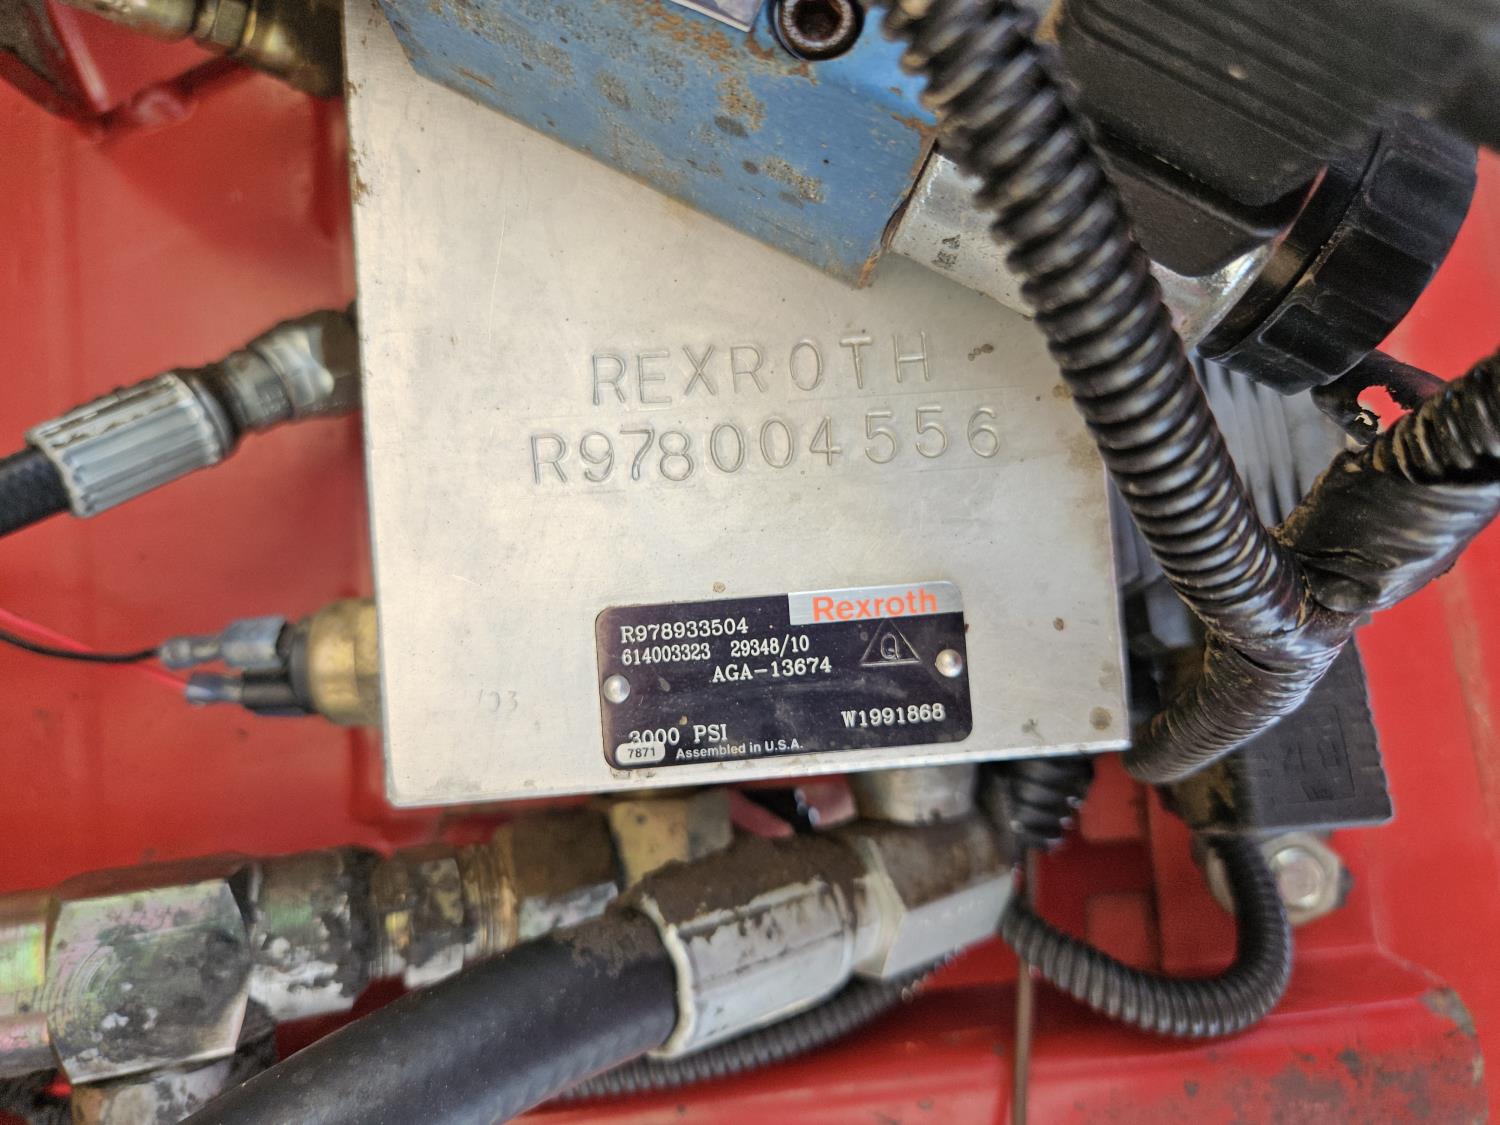 REXROTH
R978004556
Rexroth
R978933504
614003323 29348/10
AGA-13674
3000 PSI
W1991868
7871
Assembled in U.S.A.